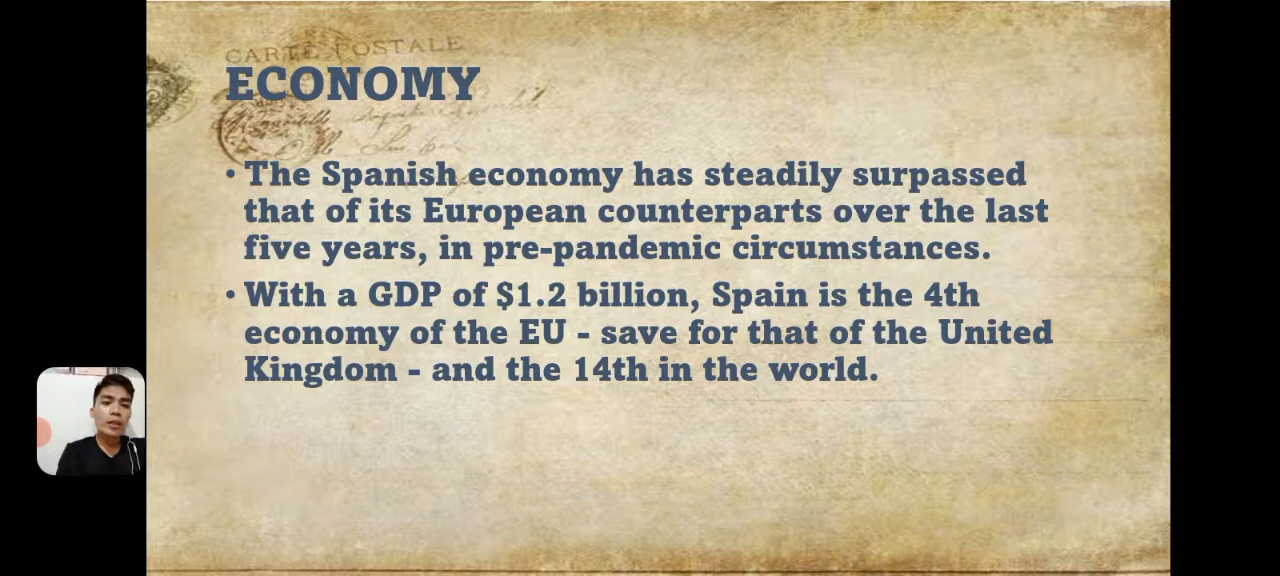 CARTE POSTALE
ECONOMY
• The Spanish economy has steadily surpassed
that of its European counterparts over the last
five years, in pre-pandemic circumstances.
• With a GDP of $1.2 billion, Spain is the 4th
economy of the EU - save for that of the United
Kingdom - and the 14th in the world.